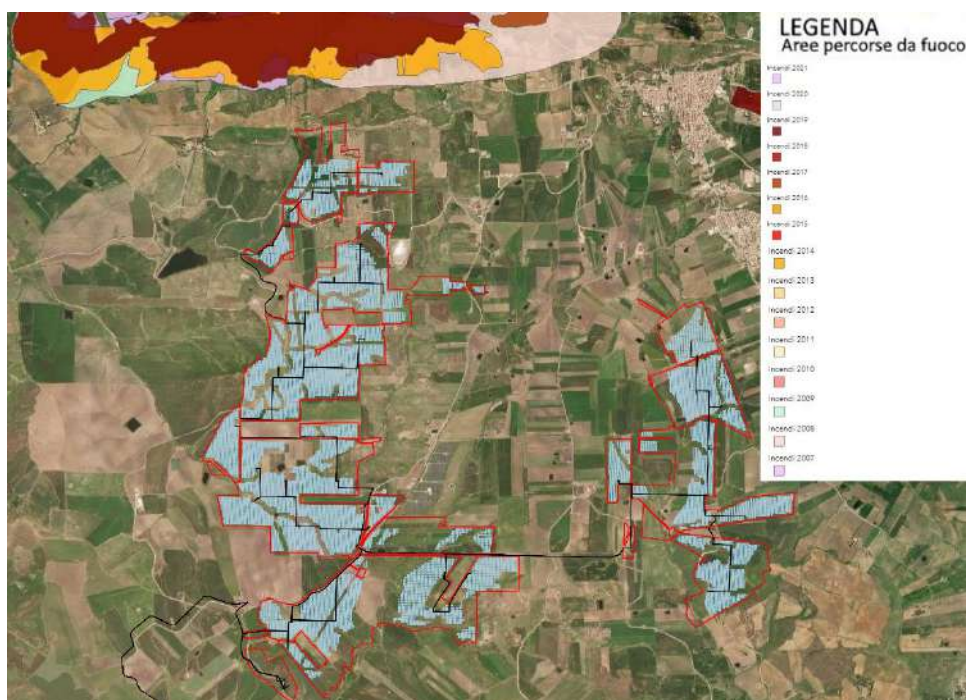 LEGENDA
Aree percorse da fuoco
Incendi 2021
Incendi 2020
Incendi 2019
Incendi 2018
Incendi 2017
Incendi 2016
Incendi 2015
Incendi 2014
Incendi 2013
Incendi 2012
Incendi 2011
Incendi 2010
Incendi 2009
Incendi 2008
Incendi 2007